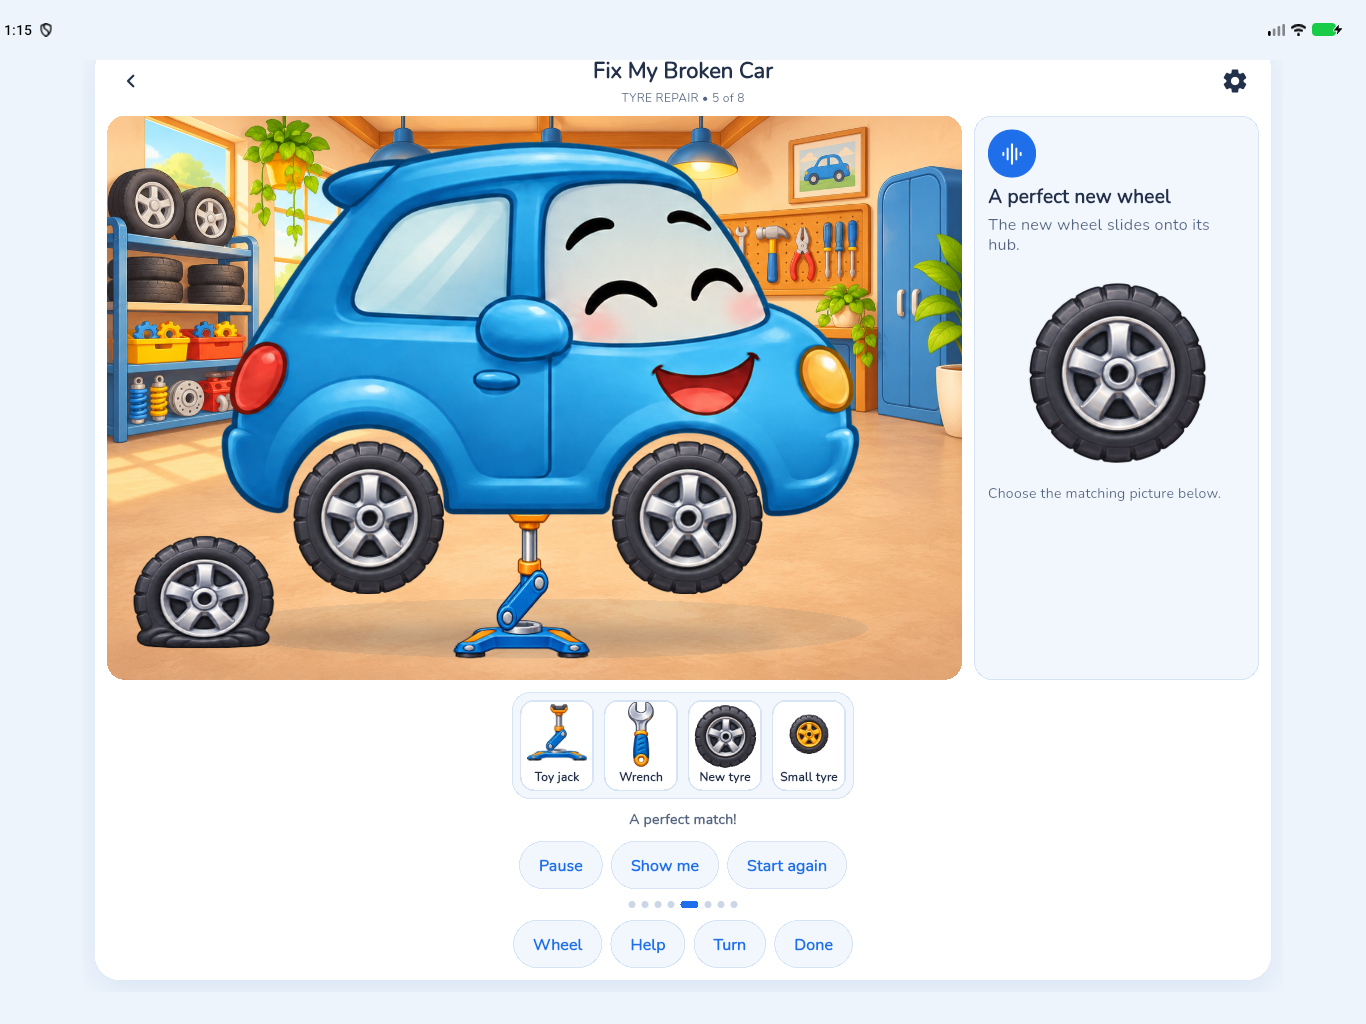 1:15
Fix My Broken Car
TYRE REPAIR • 5 of 8
A perfect new wheel
The new wheel slides onto its
hub.
Choose the matching picture below.
Toy jack
Wrench
New tyre
Small tyre
A perfect match!
Pause
Show me
Start again
Wheel
Help
Turn
Done